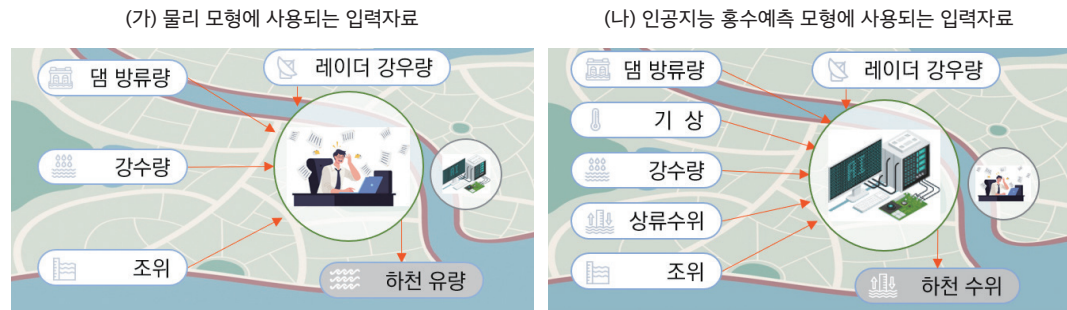 (가) 물리 모형에 사용되는 입력자료
댐 방류량
레이더 강우량
강수량
조위
하천 유량
(나) 인공지능 홍수예측 모형에 사용되는 입력자료
댐 방류량
레이더 강우량
기 상
강수량
AI
상류수위
조위
하천 수위